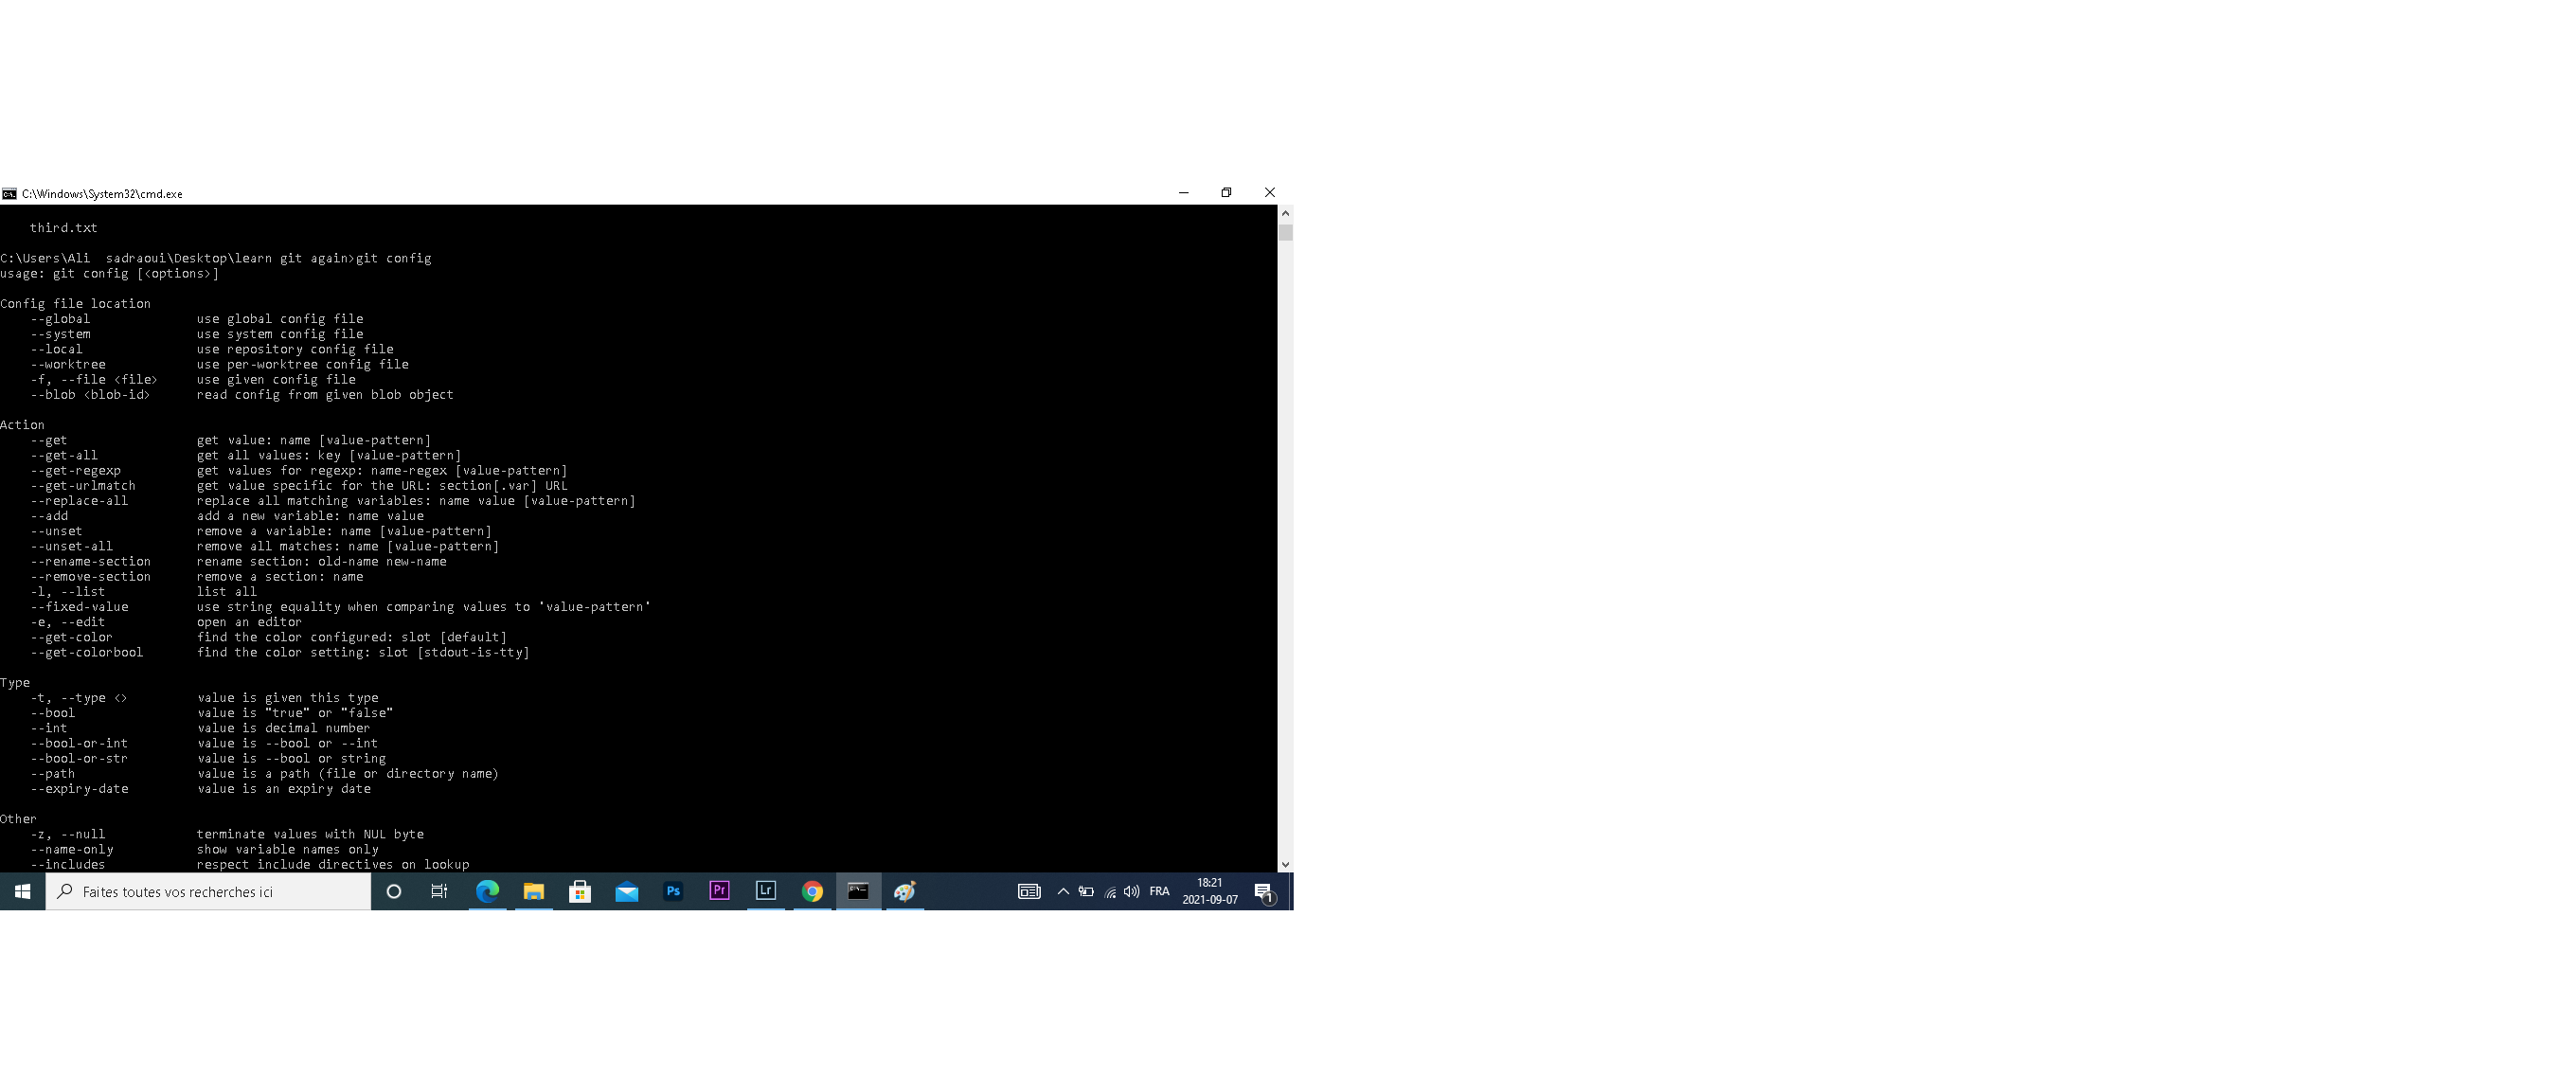 C:\Windows\System32\cmd.exe
third.txt
C:\Users\Ali  sadraoui\Desktop\learn git again>git config
usage: git config [<options>]
Config file location
--global use global config file
--system use system config file
--local use repository config file
--worktree use per-worktree config file
-f, --file <file> use given config file
--blob <blob-id> read config from given blob object
Action
--get get value: name [value-pattern]
--get-all get all values: key [value-pattern]
--get-regexp get values for regexp: name-regex [value-pattern]
--get-urlmatch get value specific for the URL: section[.var] URL
--replace-all replace all matching variables: name value [value-pattern]
--add add a new variable: name value
--unset remove a variable: name [value-pattern]
--unset-all remove all matches: name [value-pattern]
--rename-section rename section: old-name new-name
--remove-section remove a section: name
-l, --list list all
--fixed-value use string equality when comparing values to 'value-pattern'
-e, --edit open an editor
--get-color find the color configured: slot [default]
--get-colorbool find the color setting: slot [stdout-is-tty]
Type
-t, --type <> value is given this type
--bool value is "true" or "false"
--int value is decimal number
--bool-or-int value is --bool or --int
--bool-or-str value is --bool or string
--path value is a path (file or directory name)
--expiry-date value is an expiry date
Other
-z, --null terminate values with NUL byte
--name-only show variable names only
--includes respect include directives on lookup
Faites toutes vos recherches ici
Ps
Pr
Lr
FRA
18:21
2021-09-07
1